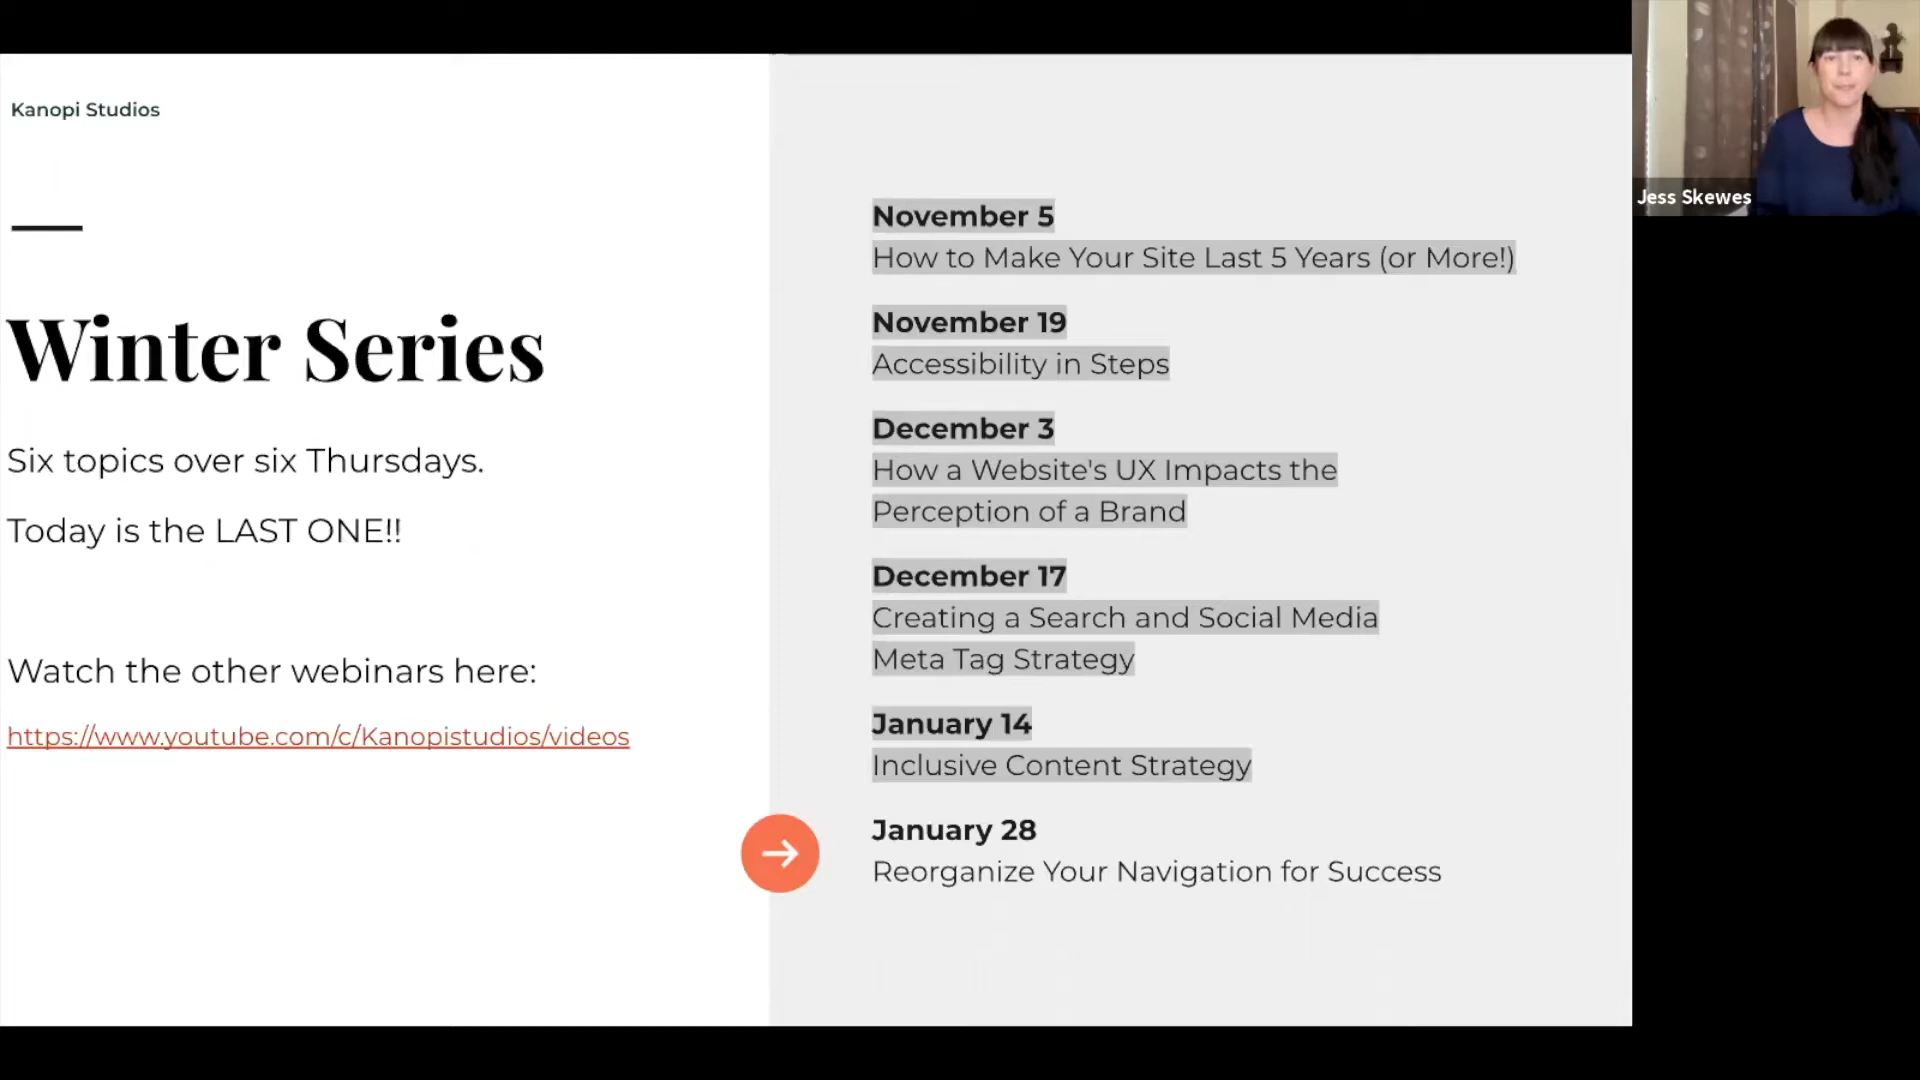 Kanopi Studios
Winter Series
Six topics over six Thursdays.
Today is the LAST ONE!!
Watch the other webinars here:
https://www.youtube.com/c/Kanopistudios/videos
November 5
How to Make Your Site Last 5 Years (or More!)
November 19
Accessibility in Steps
December 3
How a Website's UX Impacts the
Perception of a Brand
December 17
Creating a Search and Social Media
Meta Tag Strategy
January 14
Inclusive Content Strategy
January 28
Reorganize Your Navigation for Success
Jess Skewes